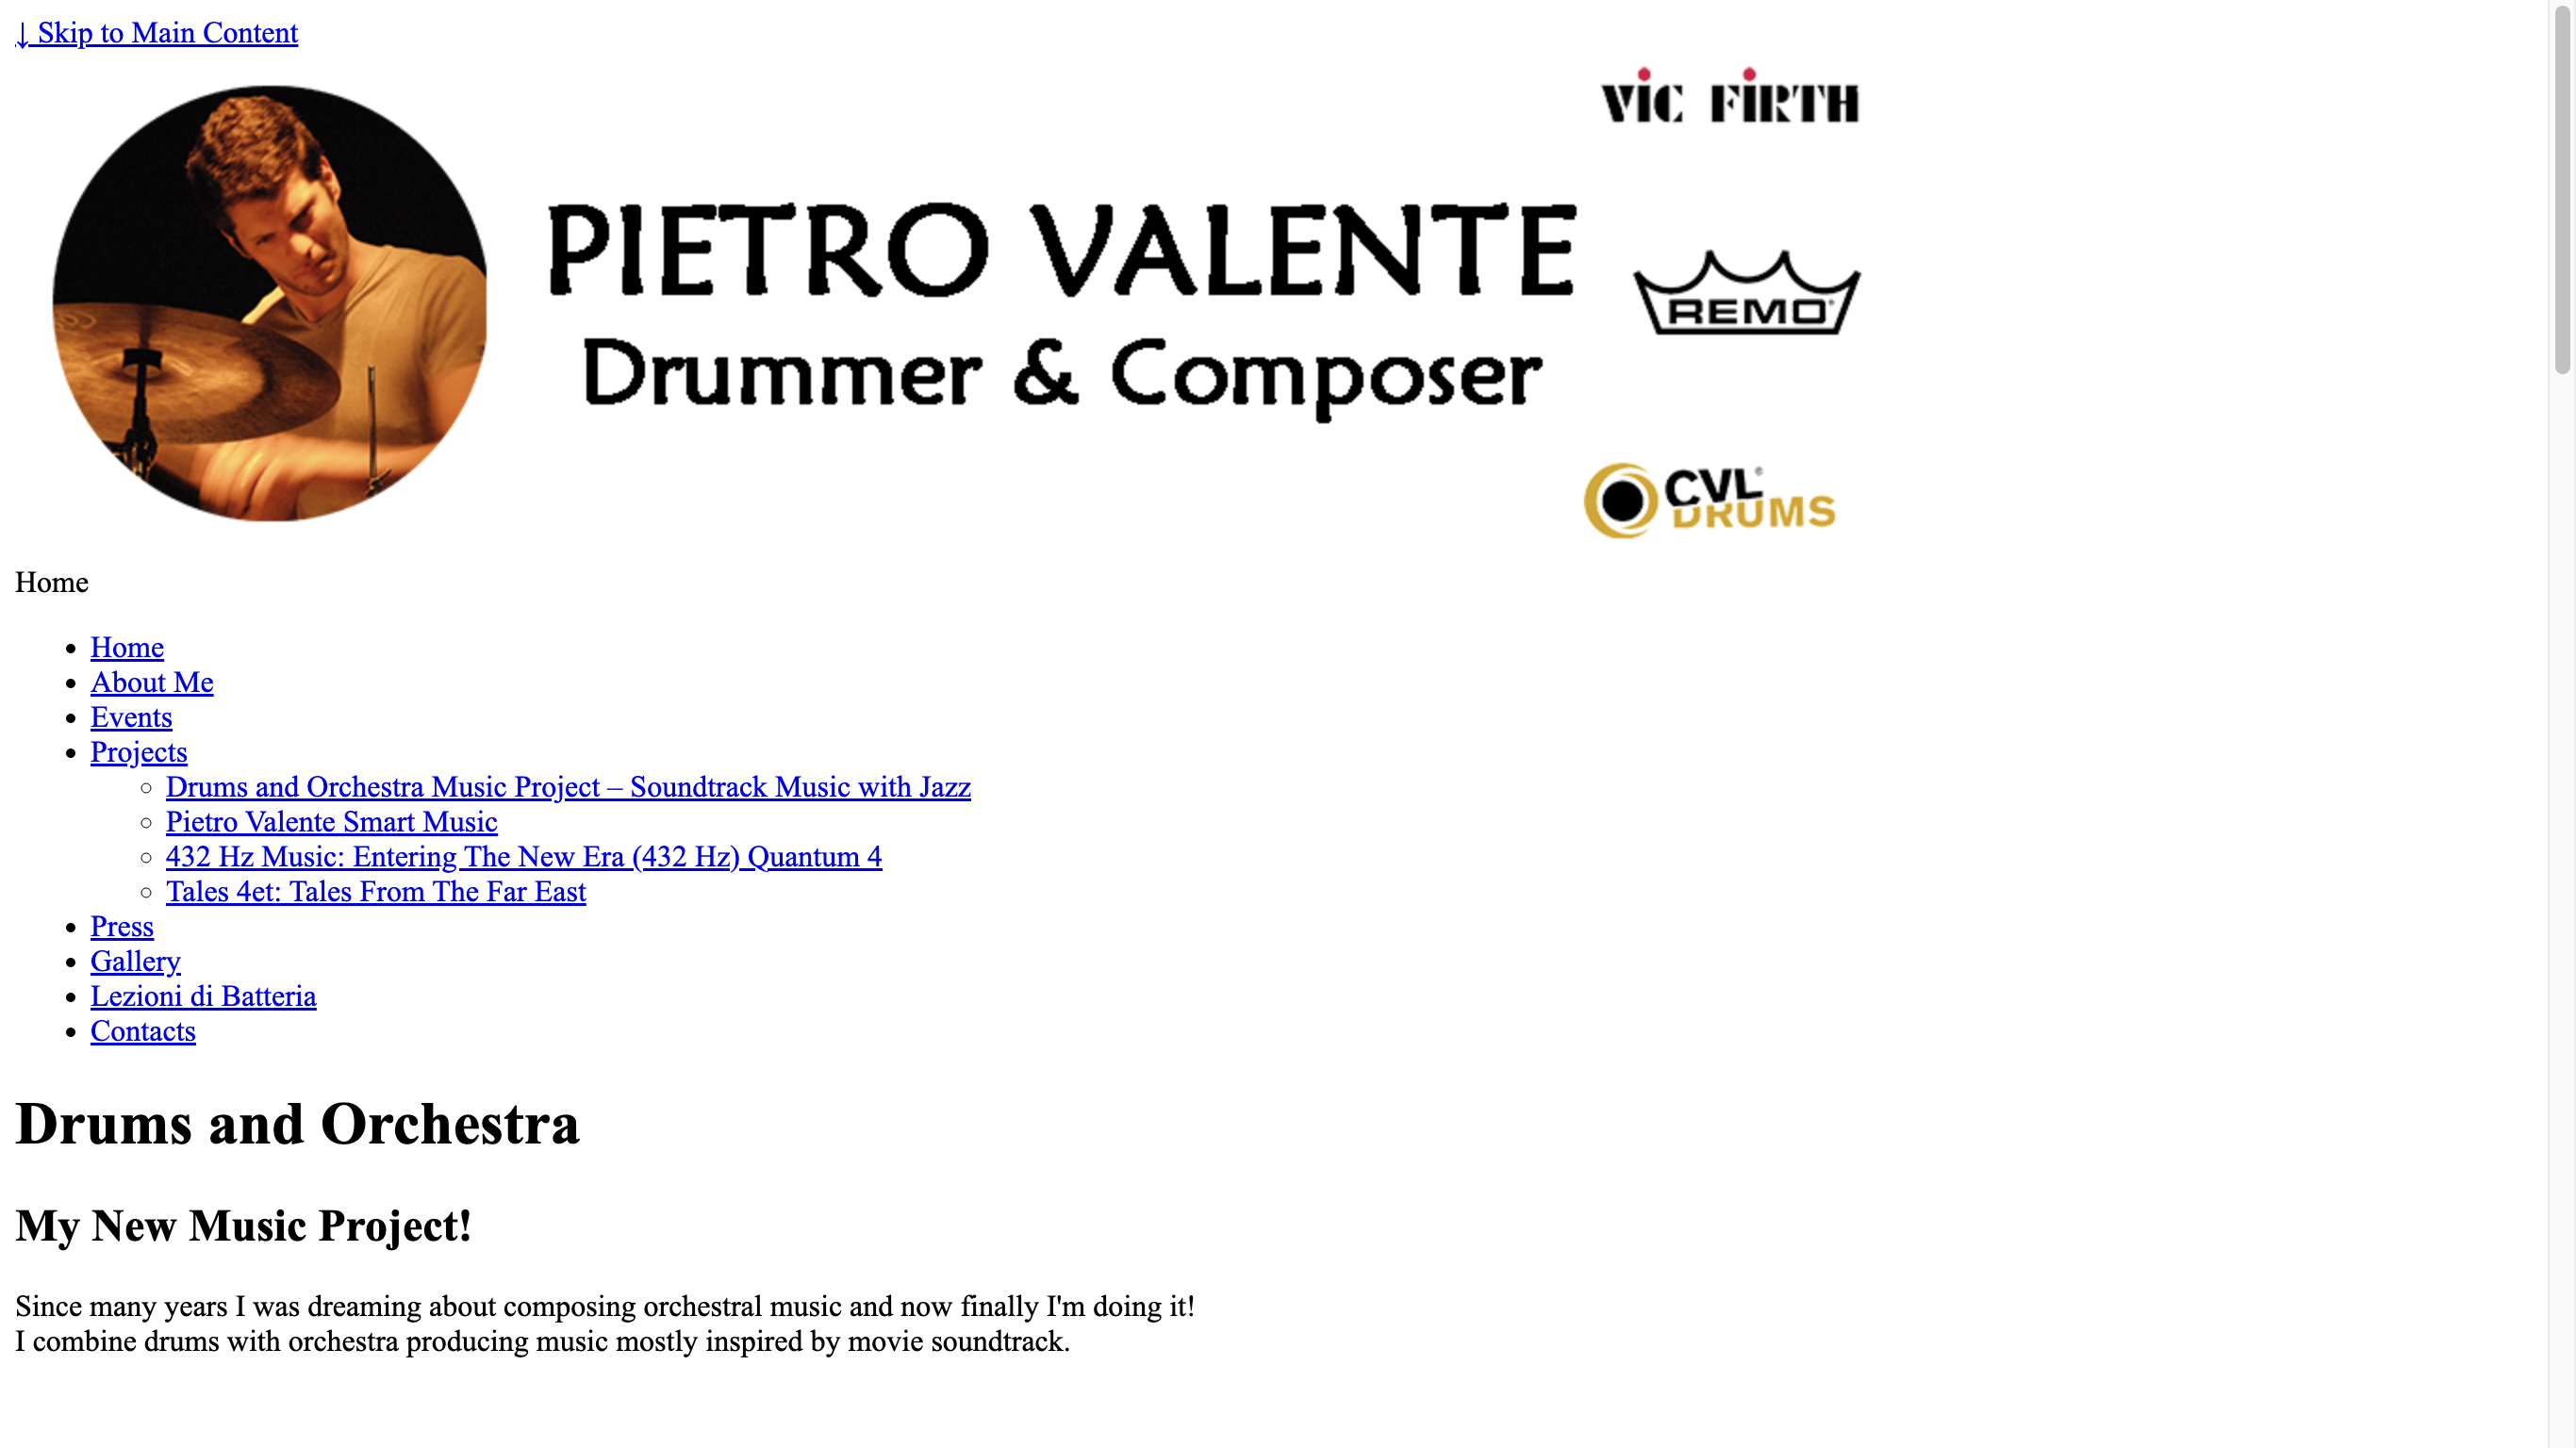 ↓ Skip to Main Content
VIC FIRTH
PIETRO VALENTE
REMO
Drummer & Composer
CVL DRUMS
Home
Home
About Me
Events
Projects
Drums and Orchestra Music Project – Soundtrack Music with Jazz
Pietro Valente Smart Music
432 Hz Music: Entering The New Era (432 Hz) Quantum 4
Tales 4et: Tales From The Far East
Press
Gallery
Lezioni di Batteria
Contacts
Drums and Orchestra
My New Music Project!
Since many years I was dreaming about composing orchestral music and now finally I'm doing it!
I combine drums with orchestra producing music mostly inspired by movie soundtrack.